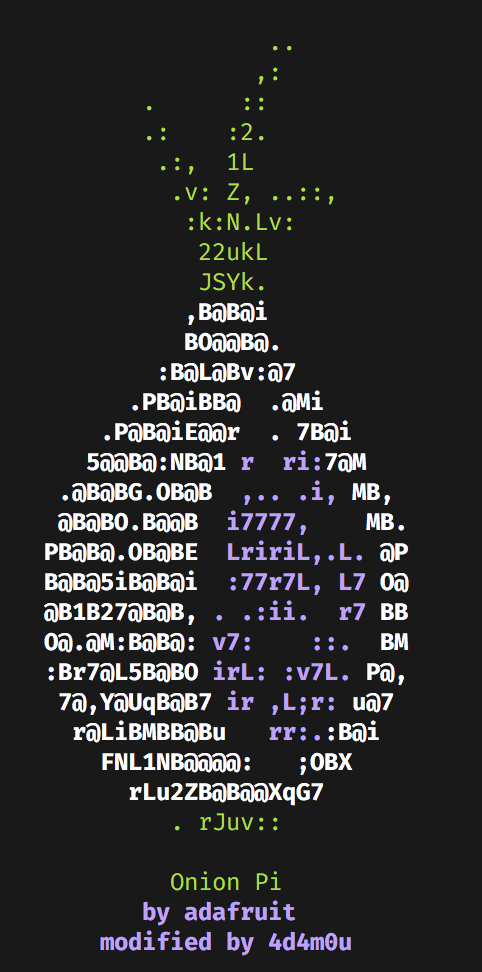 ..
,:
. ::
.: :2.
.:, 1L
.v: Z, ..::,
:k:N.Lv:
22ukL
JSYk.
,B@B@i
BO@@B@.
:B@L@Bv:@7
.PB@iBB@ .@Mi
.P@B@iE@@r . 7B@i
5@@B@:NB@1 r ri:7@M
.@B@BG.OB@B ,.. .i, MB,
@B@BO.B@@B i7777, MB.
PB@B@.OB@BE LririL,.L. @P
B@B@5iB@B@i :77r7L, L7 O@
@B1B27@B@B, . .:ii. r7 BB
O@.@M:B@B@: v7: ::. BM
:Br7@L5B@BO irL: :v7L. P@,
7@,Y@UqB@B7 ir ,L;r: u@7
r@LiBMBB@Bu rr:.:B@i
FNL1NB@@@@: ;OBX
rLu2ZB@B@@XqG7
. rJuv::
Onion Pi
by adafruit
modified by 4d4m0u